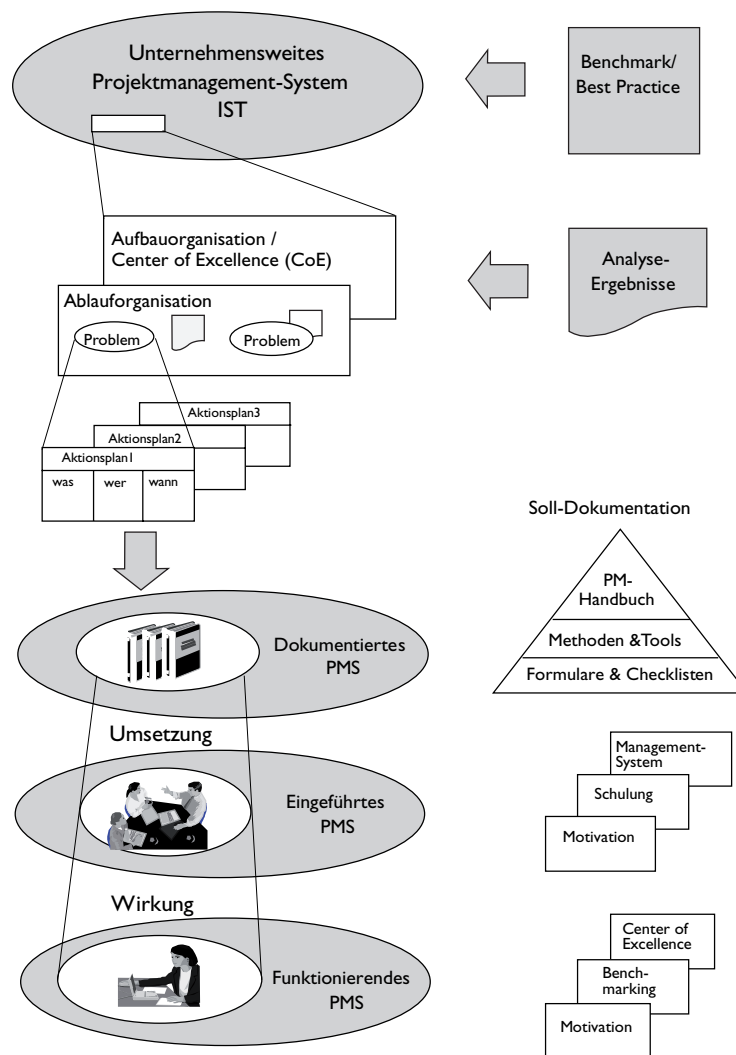 Unternehmensweites
Projektmanagement-System
IST
Benchmark/
Best Practice
Aufbauorganisation /
Center of Excellence (CoE)
Analyse-
Ergebnisse
Ablauforganisation
Problem
Problem
Aktionsplan3
Aktionsplan2
Aktionsplan1
was
wer
wann
Soll-Dokumentation
PM-
Handbuch
Methoden &Tools
Formulare & Checklisten
Dokumentiertes
PMS
Umsetzung
Management-
System
Schulung
Motivation
Eingeführtes
PMS
Wirkung
Center of
Excellence
Bench-
marking
Motivation
Funktionierendes
PMS